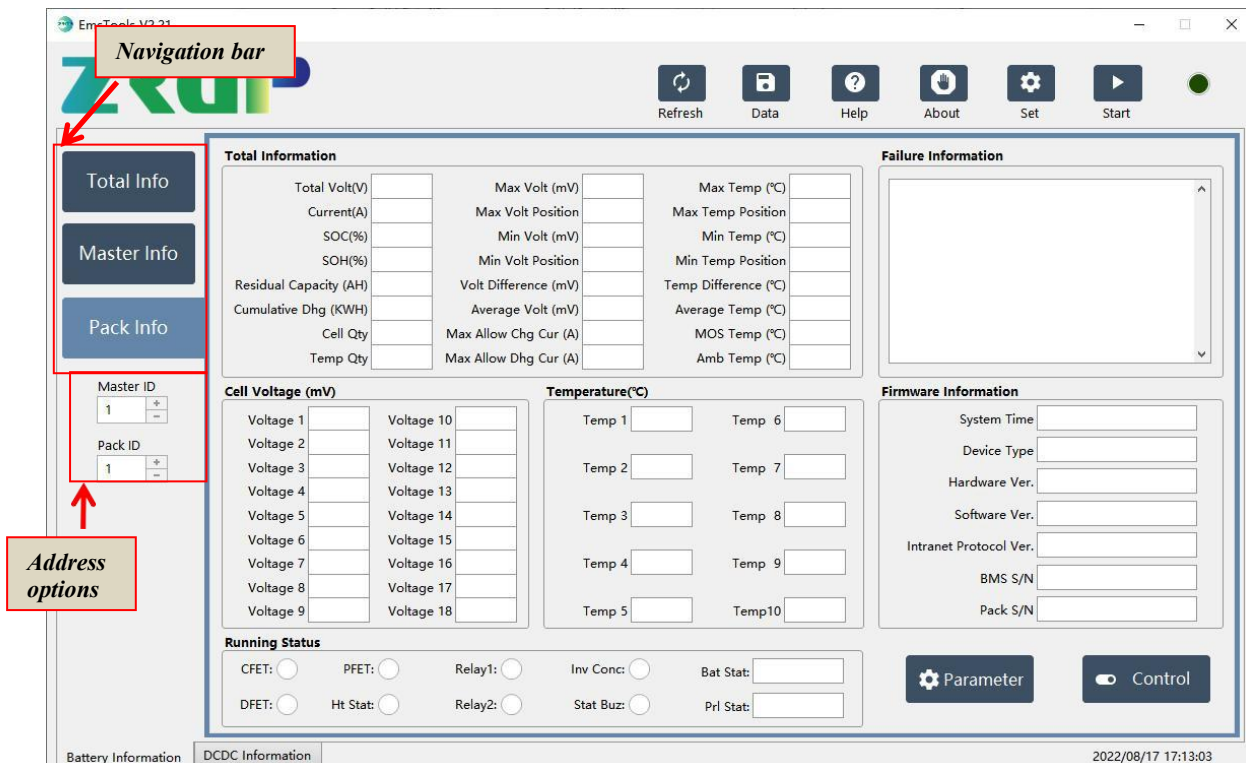 EmsTools V2.21
Navigation bar
Refresh
Data
Help
About
Set
Start
Total Info
Master Info
Pack Info
Master ID
1
Pack ID
1
Address
options
Total Information
Total Volt(V)
Max Volt (mV)
Max Temp (℃)
Current(A)
Max Volt Position
Max Temp Position
SOC(%)
Min Volt (mV)
Min Temp (℃)
SOH(%)
Min Volt Position
Min Temp Position
Residual Capacity (AH)
Volt Difference (mV)
Temp Difference (℃)
Cumulative Dhg (KWH)
Average Volt (mV)
Average Temp (℃)
Cell Qty
Max Allow Chg Cur (A)
MOS Temp (℃)
Temp Qty
Max Allow Dhg Cur (A)
Amb Temp (℃)
Failure Information
Cell Voltage (mV)
Voltage 1
Voltage 10
Voltage 2
Voltage 11
Voltage 3
Voltage 12
Voltage 4
Voltage 13
Voltage 5
Voltage 14
Voltage 6
Voltage 15
Voltage 7
Voltage 16
Voltage 8
Voltage 17
Voltage 9
Voltage 18
Temperature(℃)
Temp 1
Temp 6
Temp 2
Temp 7
Temp 3
Temp 8
Temp 4
Temp 9
Temp 5
Temp10
Firmware Information
System Time
Device Type
Hardware Ver.
Software Ver.
Intranet Protocol Ver.
BMS S/N
Pack S/N
Running Status
CFET:
PFET:
Relay1:
Inv Conc:
Bat Stat:
DFET:
Ht Stat:
Relay2:
Stat Buz:
Prl Stat:
Parameter
Control
Battery Information
DCDC Information
2022/08/17 17:13:03